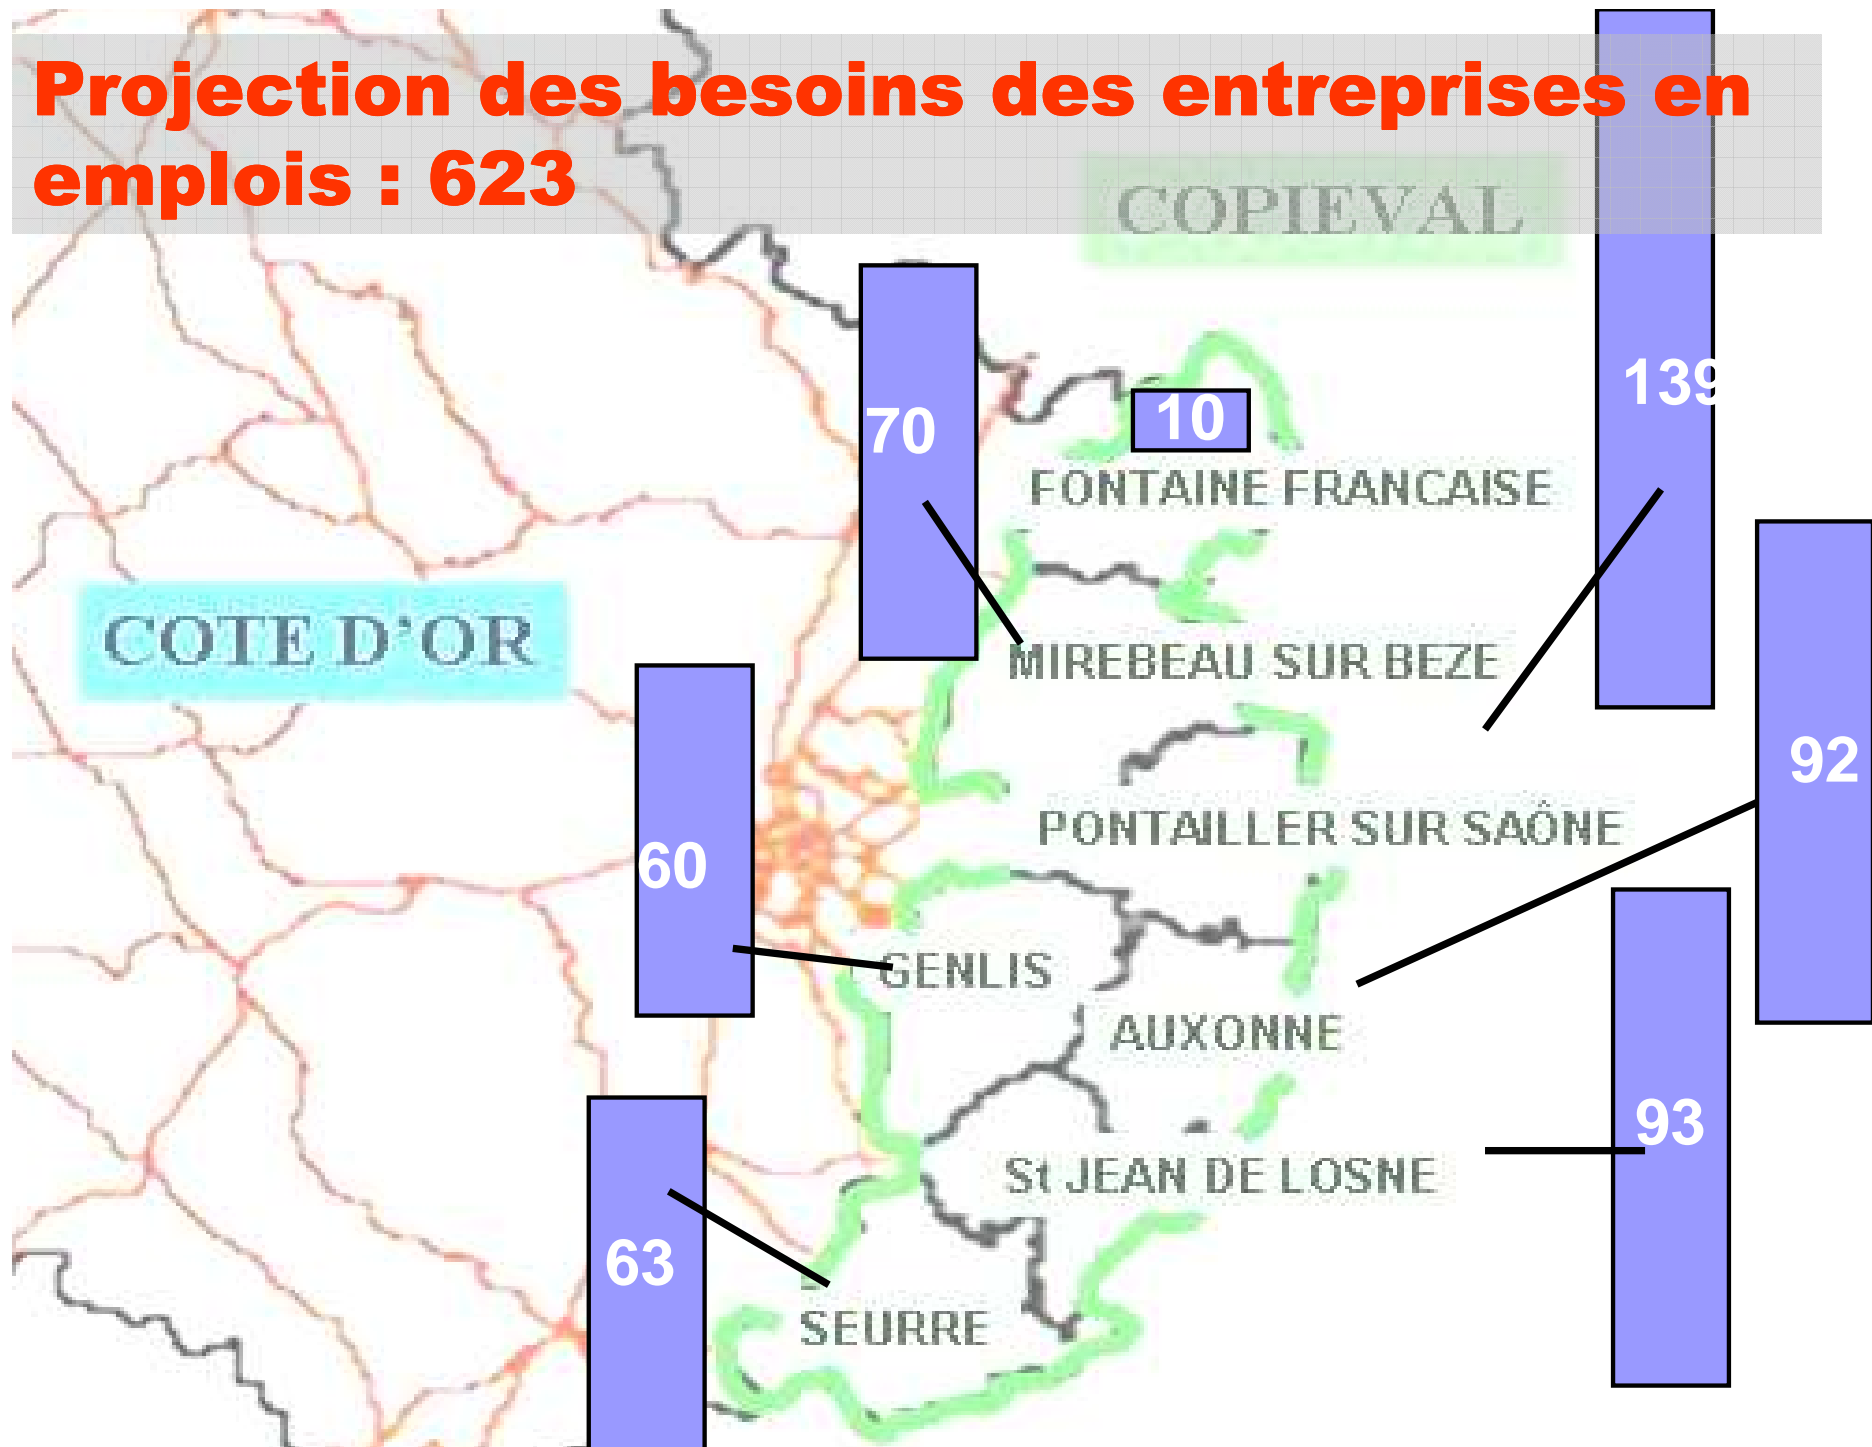 Projection des besoins des entreprises en
emplois : 623
COPIEVAL
139
70
10
FONTAINE FRANCAISE
COTE D'OR
MIREBEAU SUR BEZE
92
PONTAILLER SUR SAÔNE
60
GENLIS
AUXONNE
93
St JEAN DE LOSNE
63
SEURRE